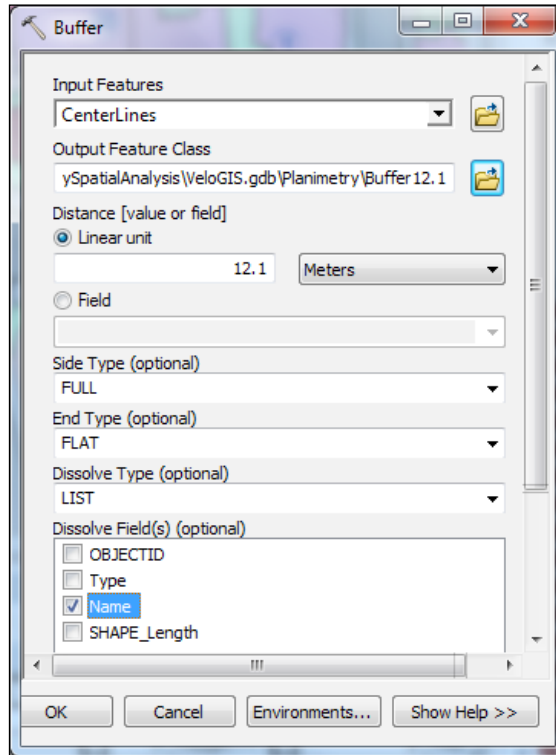 Buffer
Input Features
CenterLines
Output Feature Class
ySpatialAnalysis\VeloGIS.gdb\Planimetry\Buffer12.1
Distance [value or field]
Linear unit
12.1 Meters
Field
Side Type (optional)
FULL
End Type (optional)
FLAT
Dissolve Type (optional)
LIST
Dissolve Field(s) (optional)
OBJECTID
Type
Name
SHAPE_Length
OK Cancel Environments... Show Help >>